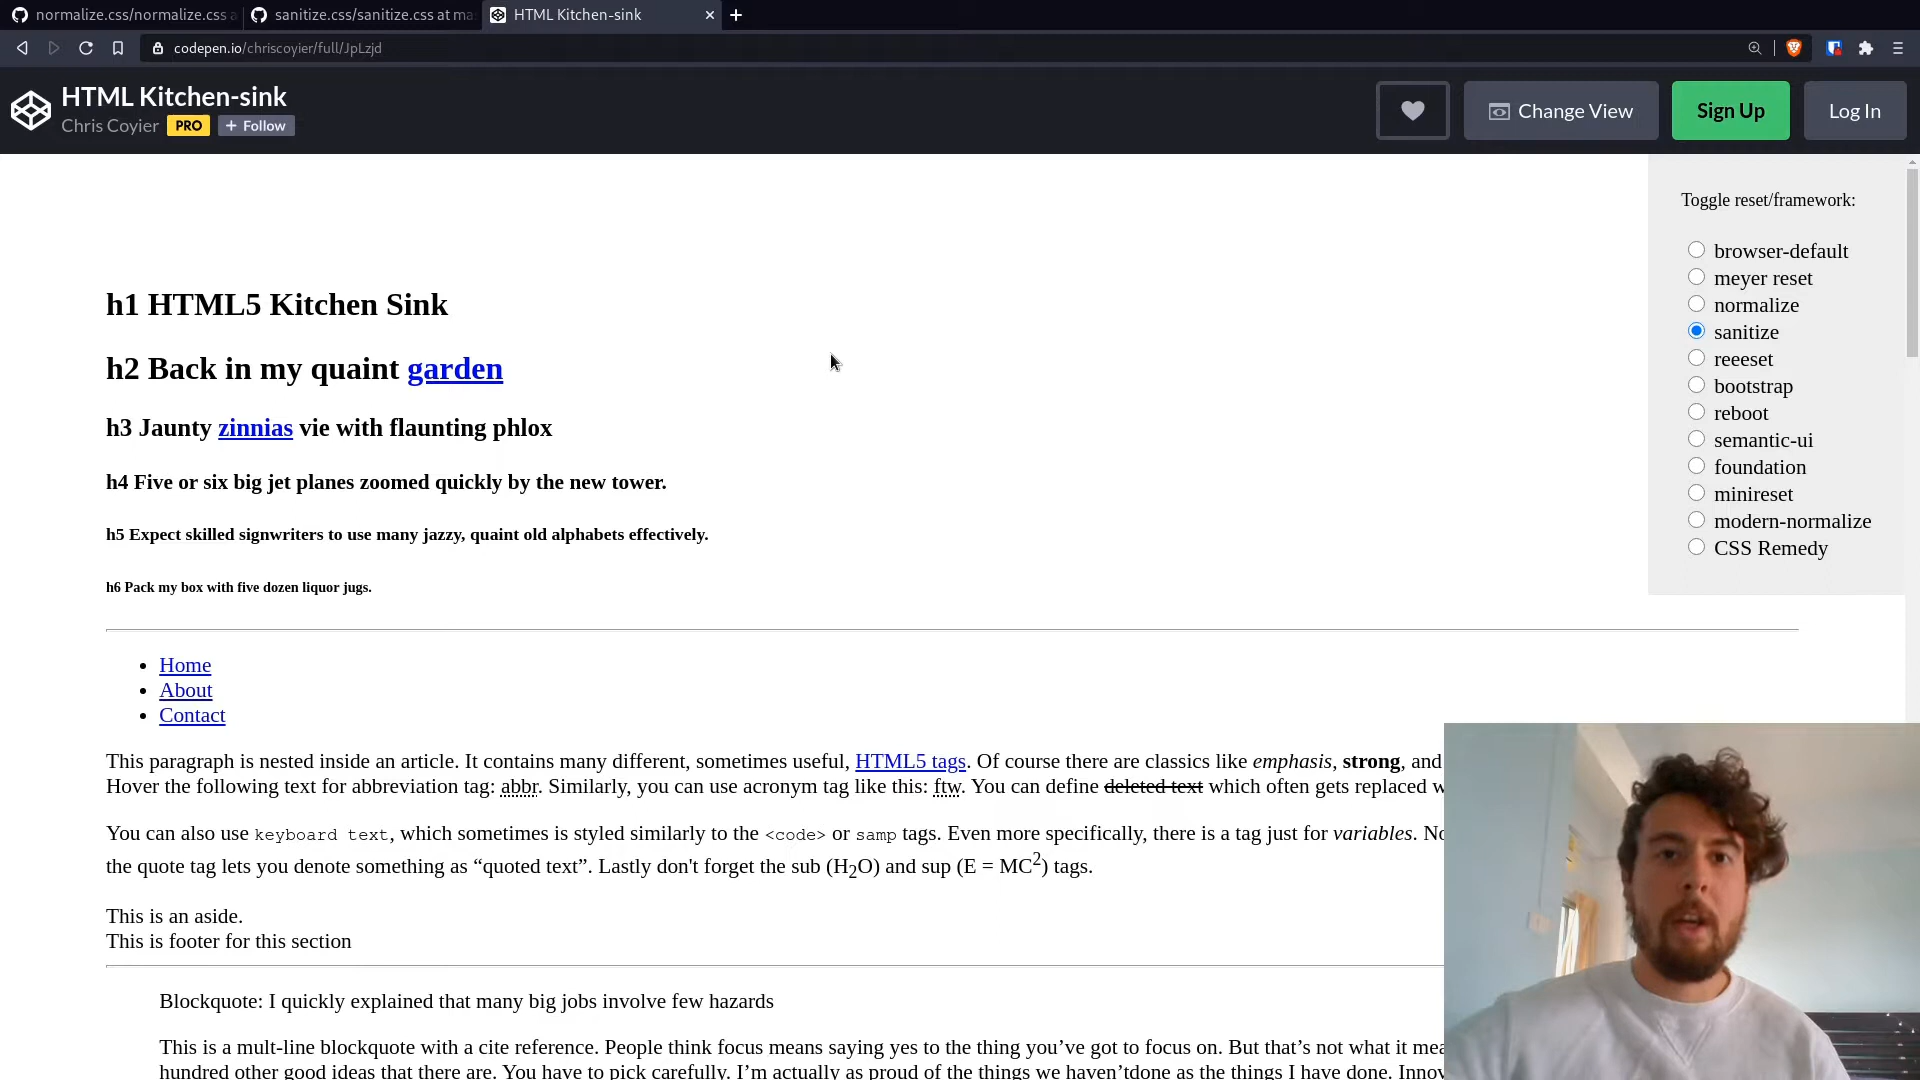 normalize.css/normalize.css a
sanitize.css/sanitize.css at ma
HTML Kitchen-sink
codepen.io/chriscoyier/full/JpLzjd
HTML Kitchen-sink
Chris Coyier PRO + Follow
Change View
Sign Up
Log In
Toggle reset/framework:
browser-default
meyer reset
normalize
sanitize
reeeset
bootstrap
reboot
semantic-ui
foundation
minireset
modern-normalize
CSS Remedy
h1 HTML5 Kitchen Sink
h2 Back in my quaint garden
h3 Jaunty zinnias vie with flaunting phlox
h4 Five or six big jet planes zoomed quickly by the new tower.
h5 Expect skilled signwriters to use many jazzy, quaint old alphabets effectively.
h6 Pack my box with five dozen liquor jugs.
Home
About
Contact
This paragraph is nested inside an article. It contains many different, sometimes useful, HTML5 tags. Of course there are classics like emphasis, strong, and
Hover the following text for abbreviation tag: abbr. Similarly, you can use acronym tag like this: ftw. You can define deleted text which often gets replaced w
You can also use keyboard text, which sometimes is styled similarly to the <code> or samp tags. Even more specifically, there is a tag just for variables. No
the quote tag lets you denote something as “quoted text”. Lastly don't forget the sub (H2O) and sup (E = MC2) tags.
This is an aside.
This is footer for this section
Blockquote: I quickly explained that many big jobs involve few hazards
This is a mult-line blockquote with a cite reference. People think focus means saying yes to the thing you’ve got to focus on. But that’s not what it mea
hundred other good ideas that there are. You have to pick carefully. I’m actually as proud of the things we haven’tdone as the things I have done. Innov